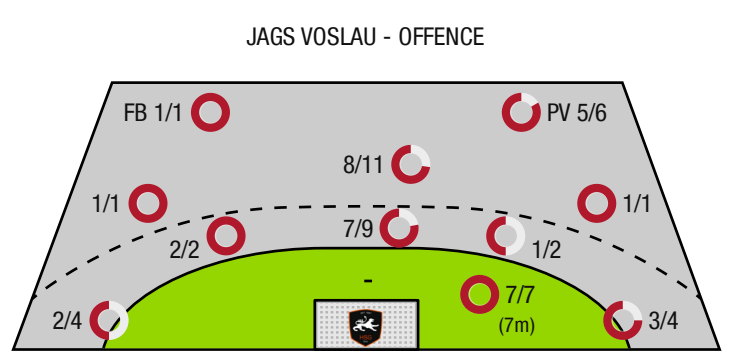 JAGS VOSLAU - OFFENCE
FB 1/1
PV 5/6
8/11
1/1
1/1
7/9
2/2
1/2
-
7/7
(7m)
2/4
3/4